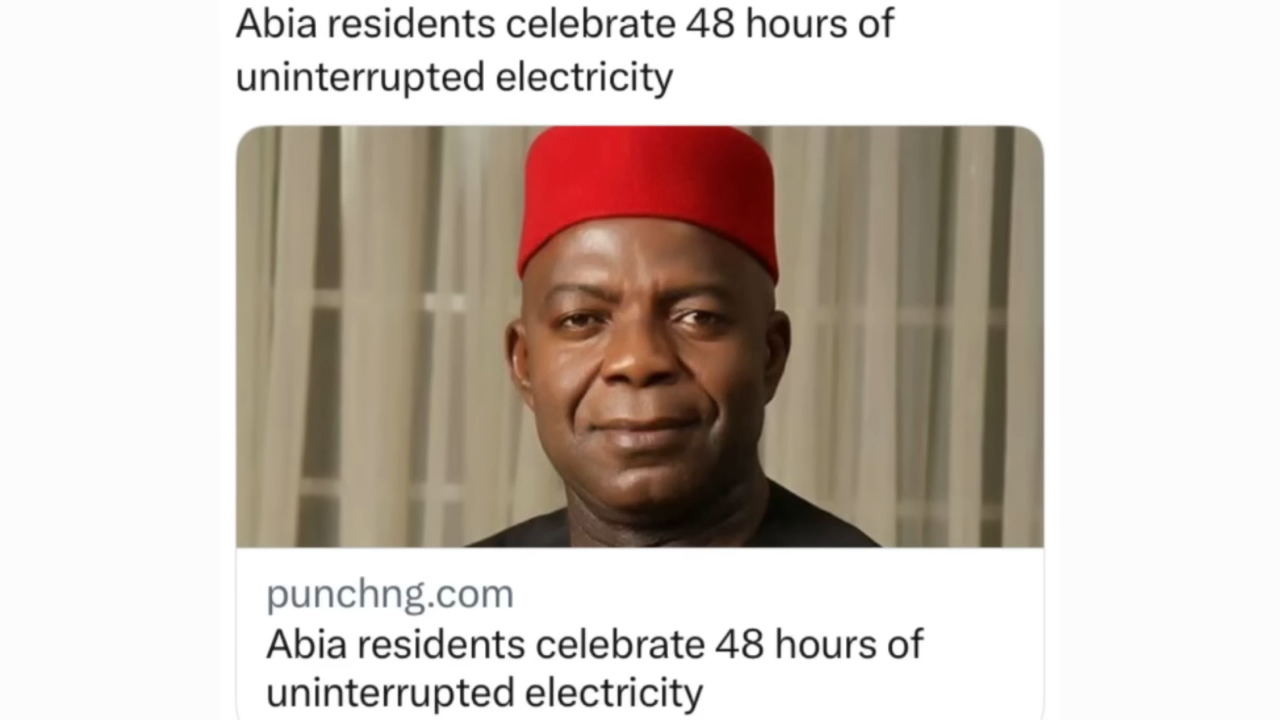 Abia residents celebrate 48 hours of
uninterrupted electricity
punchng.com
Abia residents celebrate 48 hours of
uninterrupted electricity